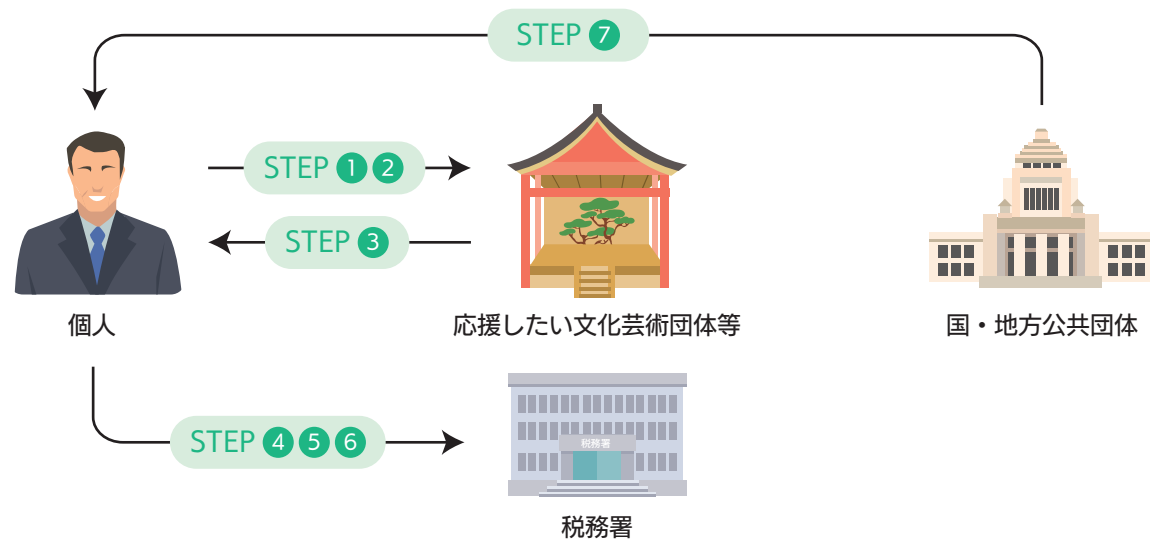 STEP 7
STEP 1 2
STEP 3
個人
応援したい文化芸術団体等
国・地方公共団体
STEP 4 5 6
税務署
税務署